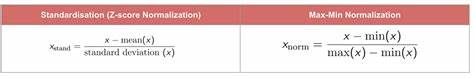 Standardisation (Z-score Normalization)
Max-Min Normalization
x_stand = (x − mean(x)) / (standard deviation (x))
x_norm = (x − min(x)) / (max(x) − min(x))